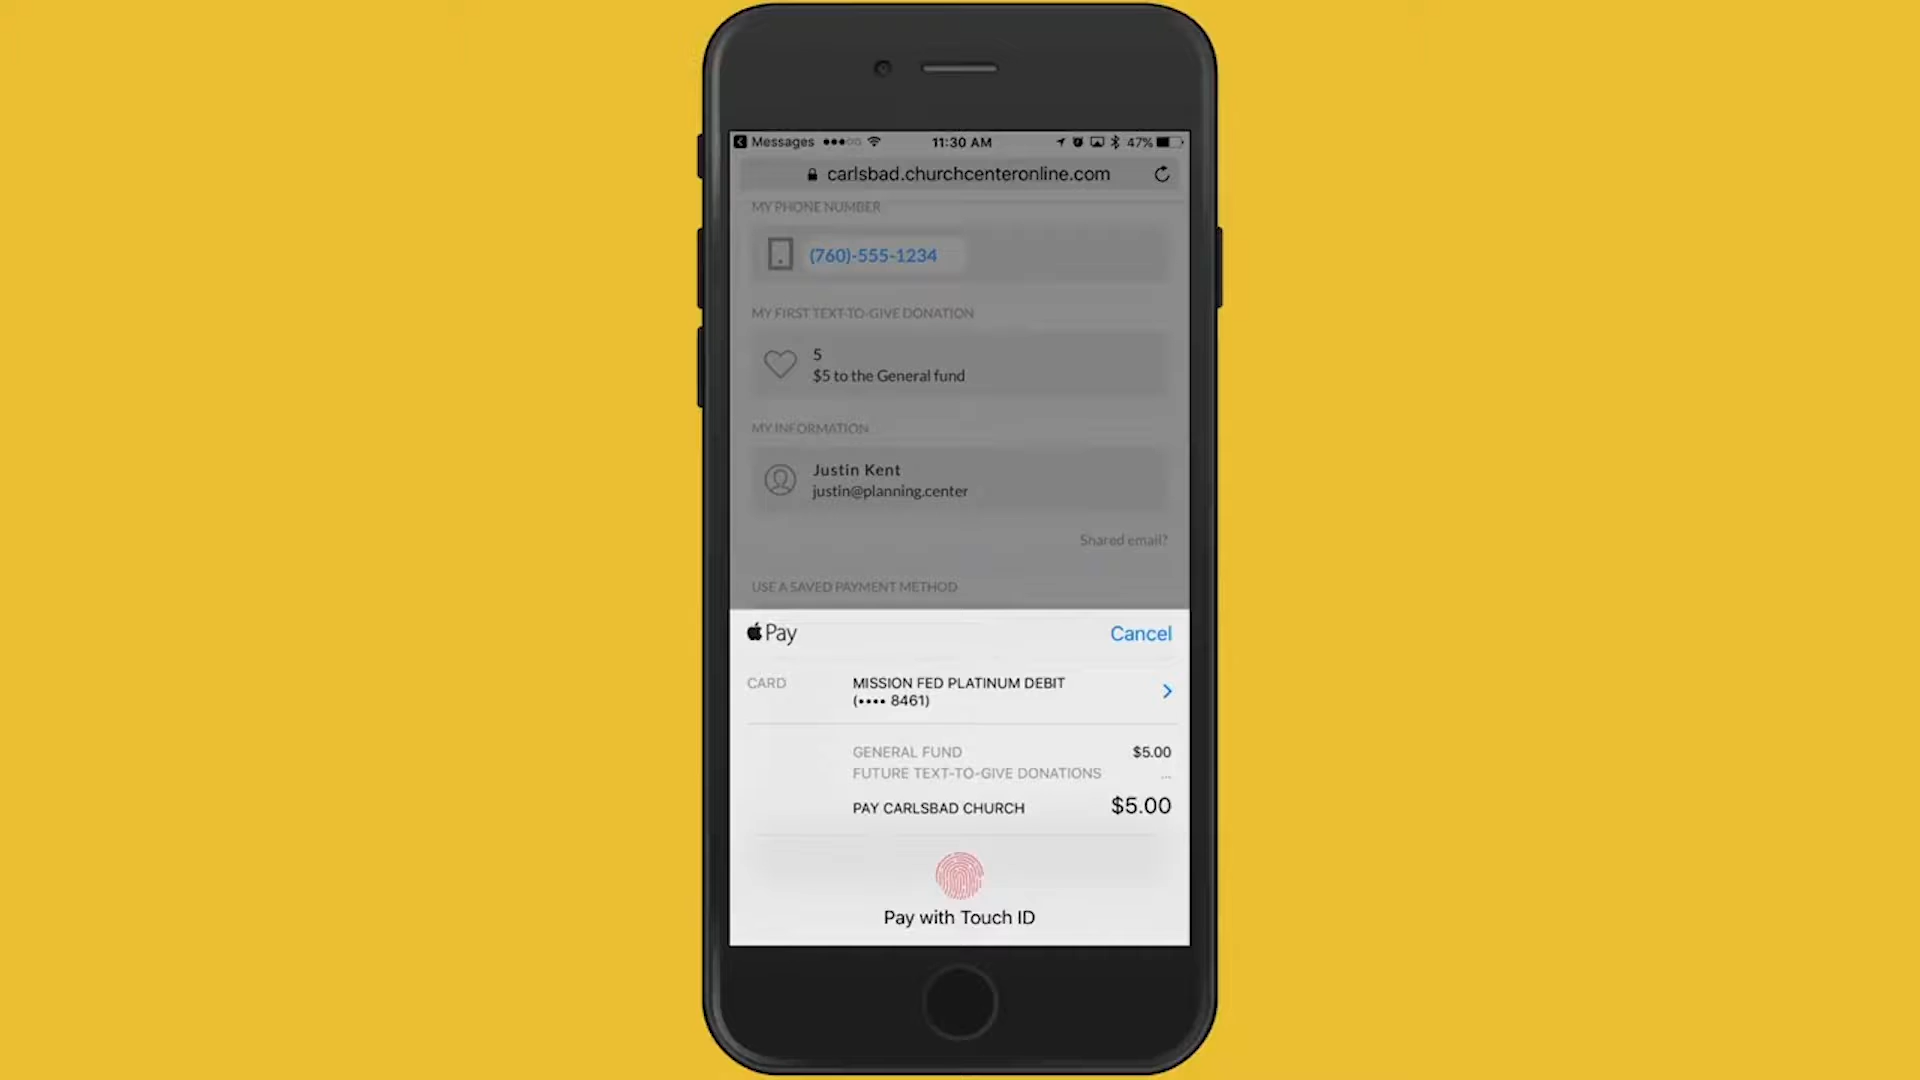 Messages 11:30 AM 47%
carlsbad.churchcenteronline.com
MY PHONE NUMBER
(760)-555-1234
MY FIRST TEXT-TO-GIVE DONATION
5
$5 to the General fund
MY INFORMATION
Justin Kent
justin@planning.center
Shared email?
USE A SAVED PAYMENT METHOD
Pay Cancel
CARD MISSION FED PLATINUM DEBIT
(•••• 8461)
GENERAL FUND $5.00
FUTURE TEXT-TO-GIVE DONATIONS ...
PAY CARLSBAD CHURCH $5.00
Pay with Touch ID